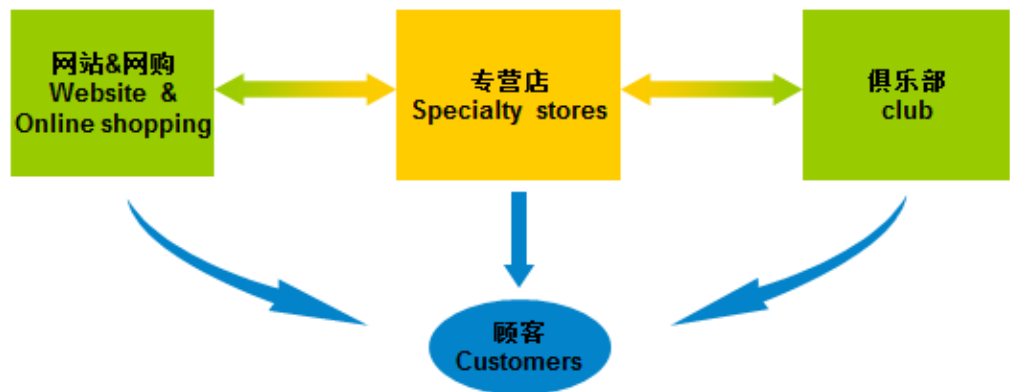 网站&网购
Website &
Online shopping
专营店
Specialty stores
俱乐部
club
顾客
Customers